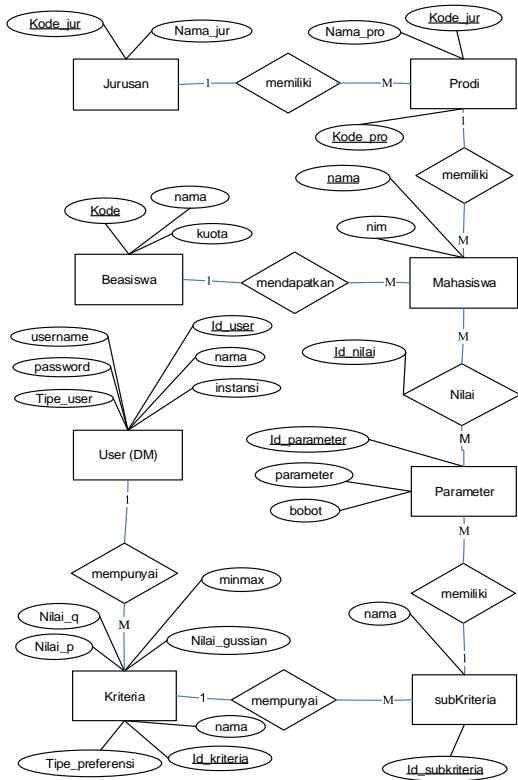 Kode_jur
Kode_jur
Nama_jur
Nama_pro
Jurusan
1
memiliki
M
Prodi
1
Kode_pro
memiliki
nama
Kode
nama
nim
kuota
M
Beasiswa
1
mendapatkan
M
Mahasiswa
username
Id_user
M
password
nama
Id_nilai
Tipe_user
instansi
Nilai
Id_parameter
M
User (DM)
parameter
Parameter
1
bobot
M
mempunyai
minmax
memiliki
Nilai_q
M
nama
Nilai_p
Nilai_gussian
1
Kriteria
1
mempunyai
M
subKriteria
nama
Tipe_preferensi
Id_kriteria
Id_subkriteria